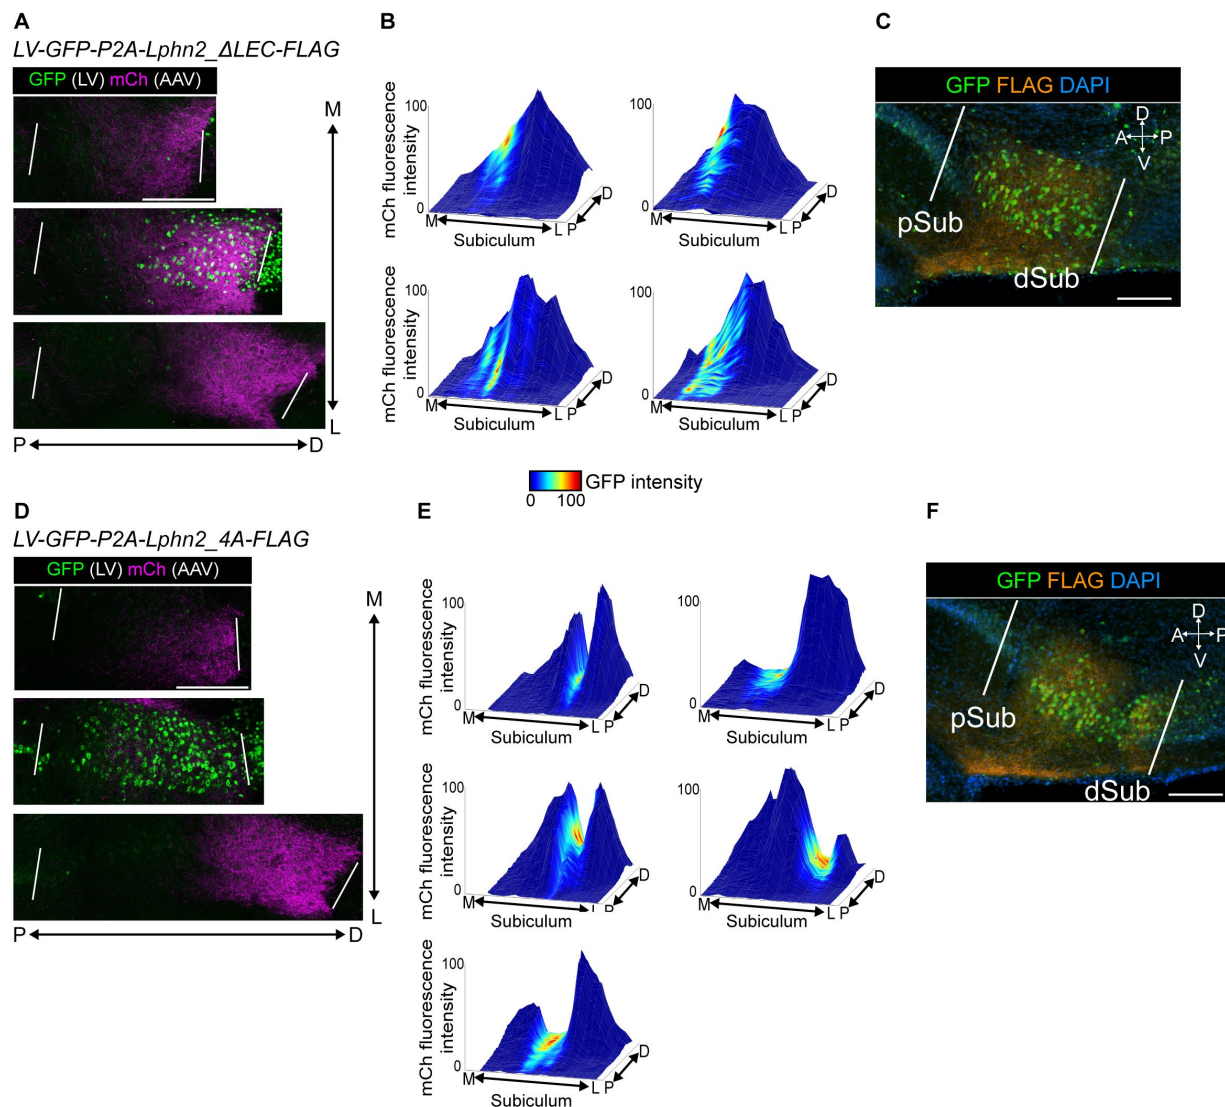 A
LV-GFP-P2A-Lphn2_ΔLEC-FLAG
GFP (LV) mCh (AAV)
M
L
P
D
B
mCh fluorescence
intensity
100
0
M
L
P
D
Subiculum
100
0
M
L
P
D
Subiculum
mCh fluorescence
intensity
100
0
M
L
P
D
Subiculum
100
0
M
L
P
D
Subiculum
C
GFP FLAG DAPI
D
A
P
V
pSub
dSub
0
100
GFP intensity
D
LV-GFP-P2A-Lphn2_4A-FLAG
GFP (LV) mCh (AAV)
M
L
P
D
E
mCh fluorescence
intensity
100
0
M
L
P
D
Subiculum
100
0
M
L
P
D
Subiculum
mCh fluorescence
intensity
100
0
M
L
P
D
Subiculum
100
0
M
L
P
D
Subiculum
mCh fluorescence
intensity
100
0
M
L
P
D
Subiculum
F
GFP FLAG DAPI
D
A
P
V
pSub
dSub